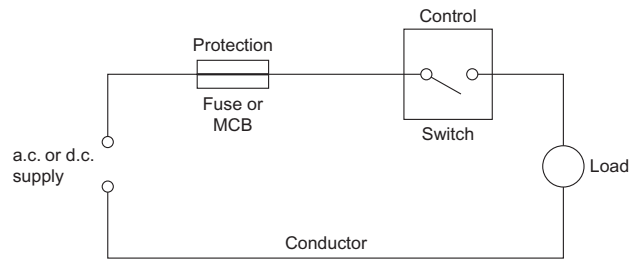 Control
Protection
Fuse or
MCB
Switch
a.c. or d.c.
supply
Load
Conductor